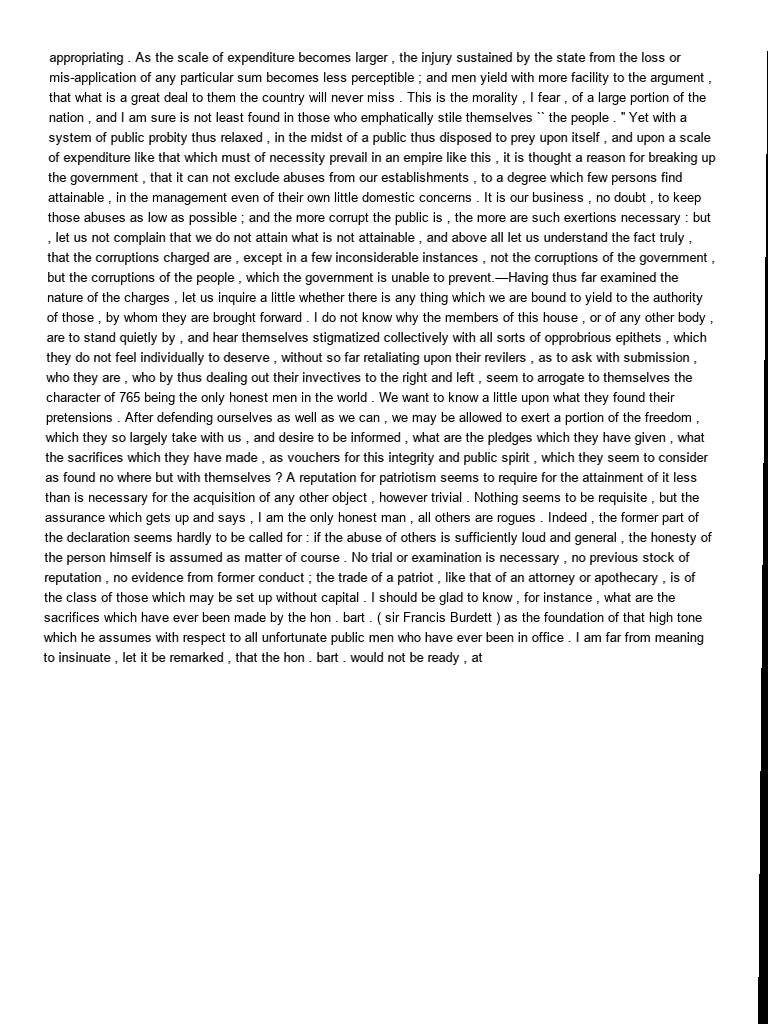 appropriating . As the scale of expenditure becomes larger , the injury sustained by the state from the loss or
mis-application of any particular sum becomes less perceptible ; and men yield with more facility to the argument ,
that what is a great deal to them the country will never miss . This is the morality , I fear , of a large portion of the
nation , and I am sure is not least found in those who emphatically stile themselves `` the people . " Yet with a
system of public probity thus relaxed , in the midst of a public thus disposed to prey upon itself , and upon a scale
of expenditure like that which must of necessity prevail in an empire like this , it is thought a reason for breaking up
the government , that it can not exclude abuses from our establishments , to a degree which few persons find
attainable , in the management even of their own little domestic concerns . It is our business , no doubt , to keep
those abuses as low as possible ; and the more corrupt the public is , the more are such exertions necessary : but
, let us not complain that we do not attain what is not attainable , and above all let us understand the fact truly ,
that the corruptions charged are , except in a few inconsiderable instances , not the corruptions of the government ,
but the corruptions of the people , which the government is unable to prevent.—Having thus far examined the
nature of the charges , let us inquire a little whether there is any thing which we are bound to yield to the authority
of those , by whom they are brought forward . I do not know why the members of this house , or of any other body ,
are to stand quietly by , and hear themselves stigmatized collectively with all sorts of opprobrious epithets , which
they do not feel individually to deserve , without so far retaliating upon their revilers , as to ask with submission ,
who they are , who by thus dealing out their invectives to the right and left , seem to arrogate to themselves the
character of 765 being the only honest men in the world . We want to know a little upon what they found their
pretensions . After defending ourselves as well as we can , we may be allowed to exert a portion of the freedom ,
which they so largely take with us , and desire to be informed , what are the pledges which they have given , what
the sacrifices which they have made , as vouchers for this integrity and public spirit , which they seem to consider
as found no where but with themselves ? A reputation for patriotism seems to require for the attainment of it less
than is necessary for the acquisition of any other object , however trivial . Nothing seems to be requisite , but the
assurance which gets up and says , I am the only honest man , all others are rogues . Indeed , the former part of
the declaration seems hardly to be called for : if the abuse of others is sufficiently loud and general , the honesty of
the person himself is assumed as matter of course . No trial or examination is necessary , no previous stock of
reputation , no evidence from former conduct ; the trade of a patriot , like that of an attorney or apothecary , is of
the class of those which may be set up without capital . I should be glad to know , for instance , what are the
sacrifices which have ever been made by the hon . bart . ( sir Francis Burdett ) as the foundation of that high tone
which he assumes with respect to all unfortunate public men who have ever been in office . I am far from meaning
to insinuate , let it be remarked , that the hon . bart . would not be ready , at